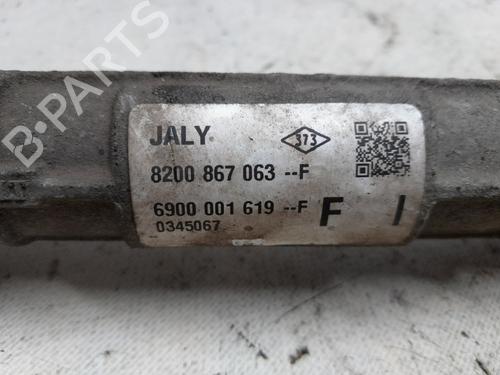 B-PARTS
JALY
373
8200 867 063 --F
6900 001 619 --F F I
0345067